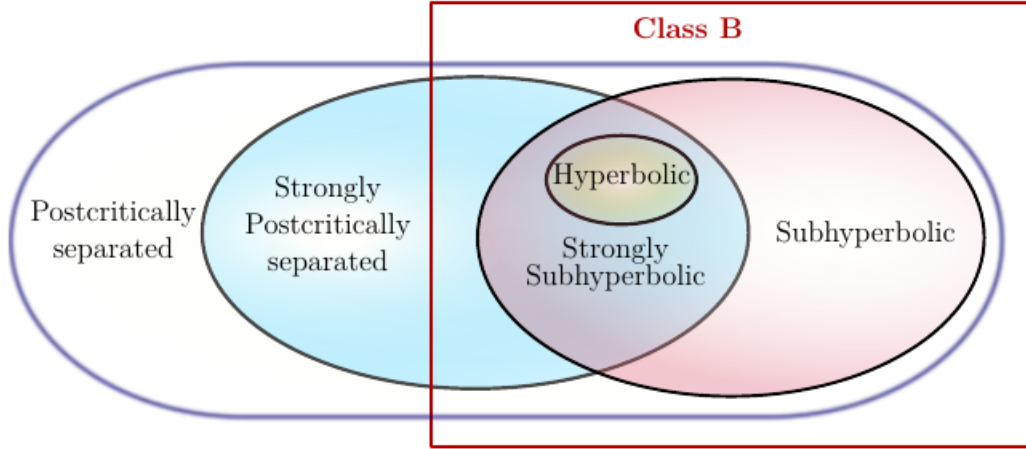 Class B
Postcritically
separated
Strongly
Postcritically
separated
Hyperbolic
Strongly
Subhyperbolic
Subhyperbolic